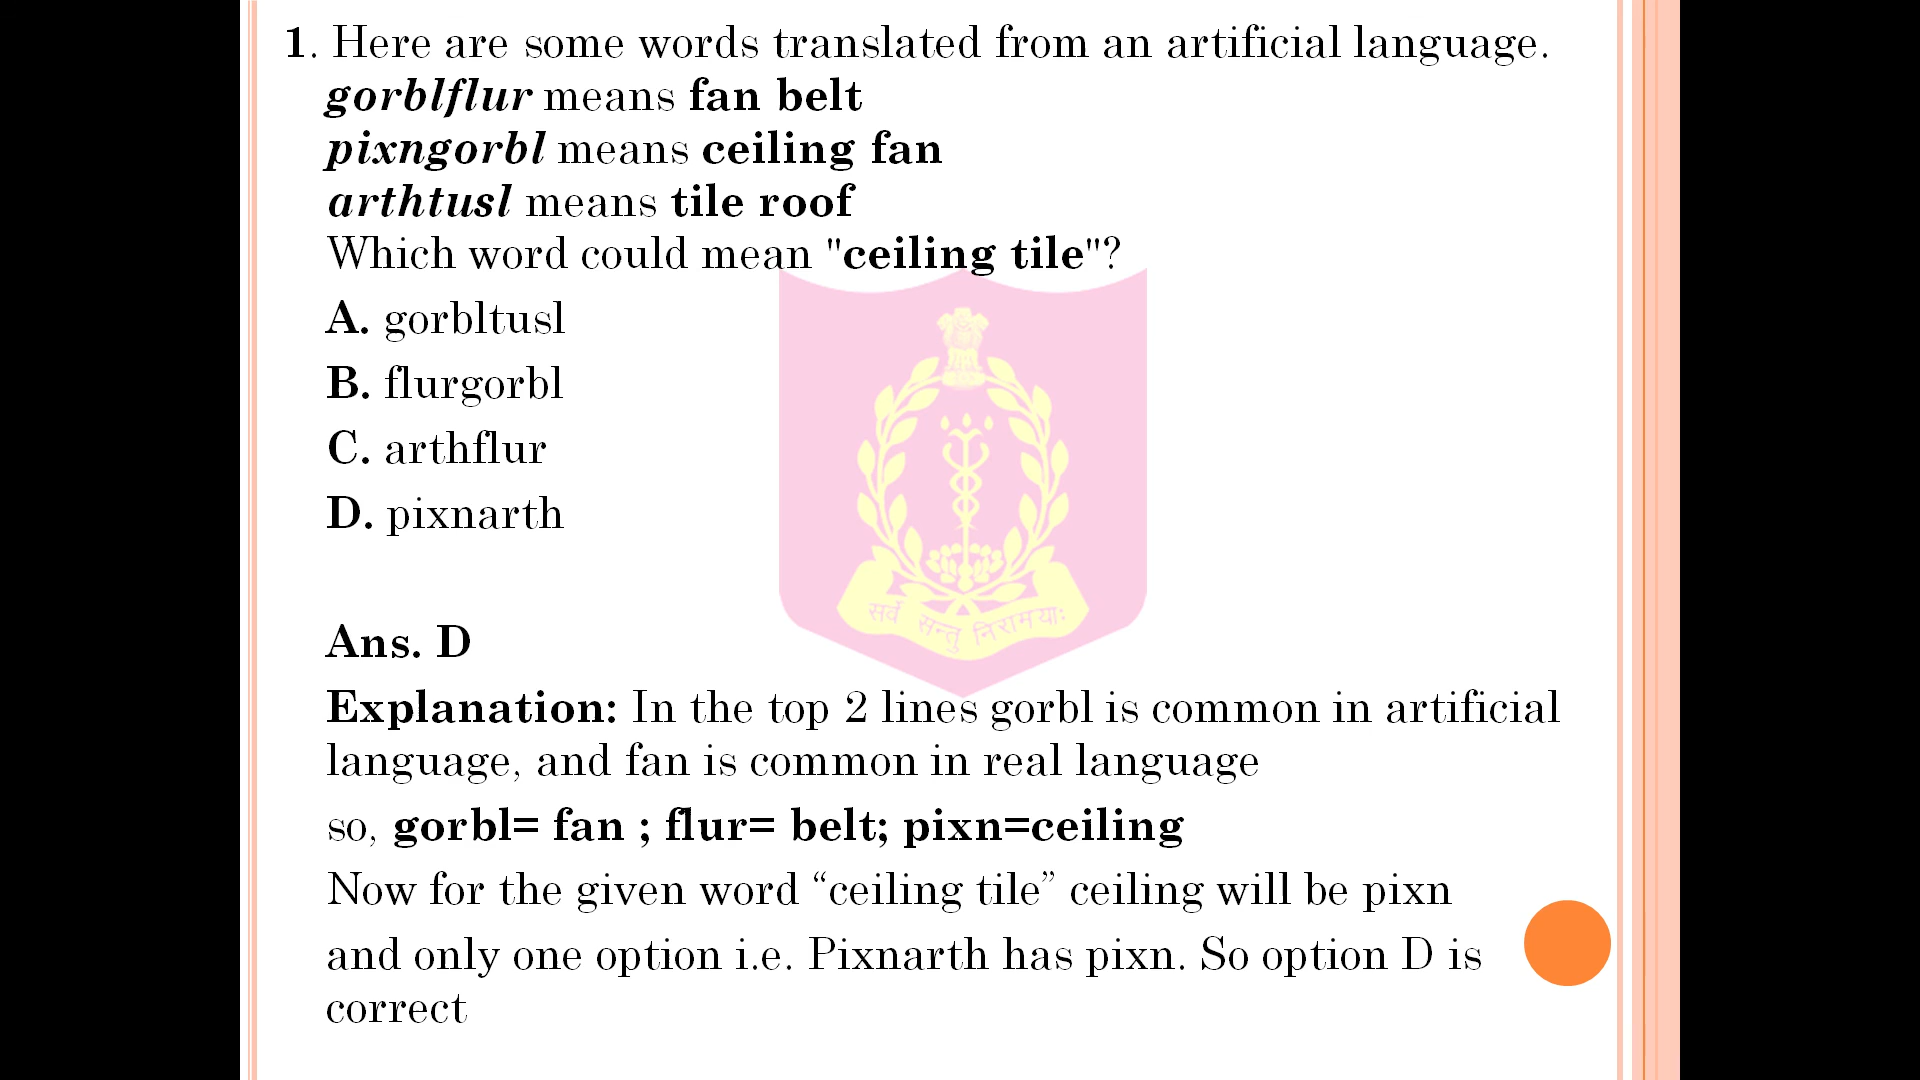 1. Here are some words translated from an artificial language.
gorblflur means fan belt
pixngorbl means ceiling fan
arthtusl means tile roof
Which word could mean "ceiling tile"?
A. gorbltusl
B. flurgorbl
C. arthflur
D. pixnarth
सर्वे सन्तु निरामयाः
Ans. D
Explanation: In the top 2 lines gorbl is common in artificial
language, and fan is common in real language
so, gorbl= fan ; flur= belt; pixn=ceiling
Now for the given word “ceiling tile” ceiling will be pixn
and only one option i.e. Pixnarth has pixn. So option D is
correct